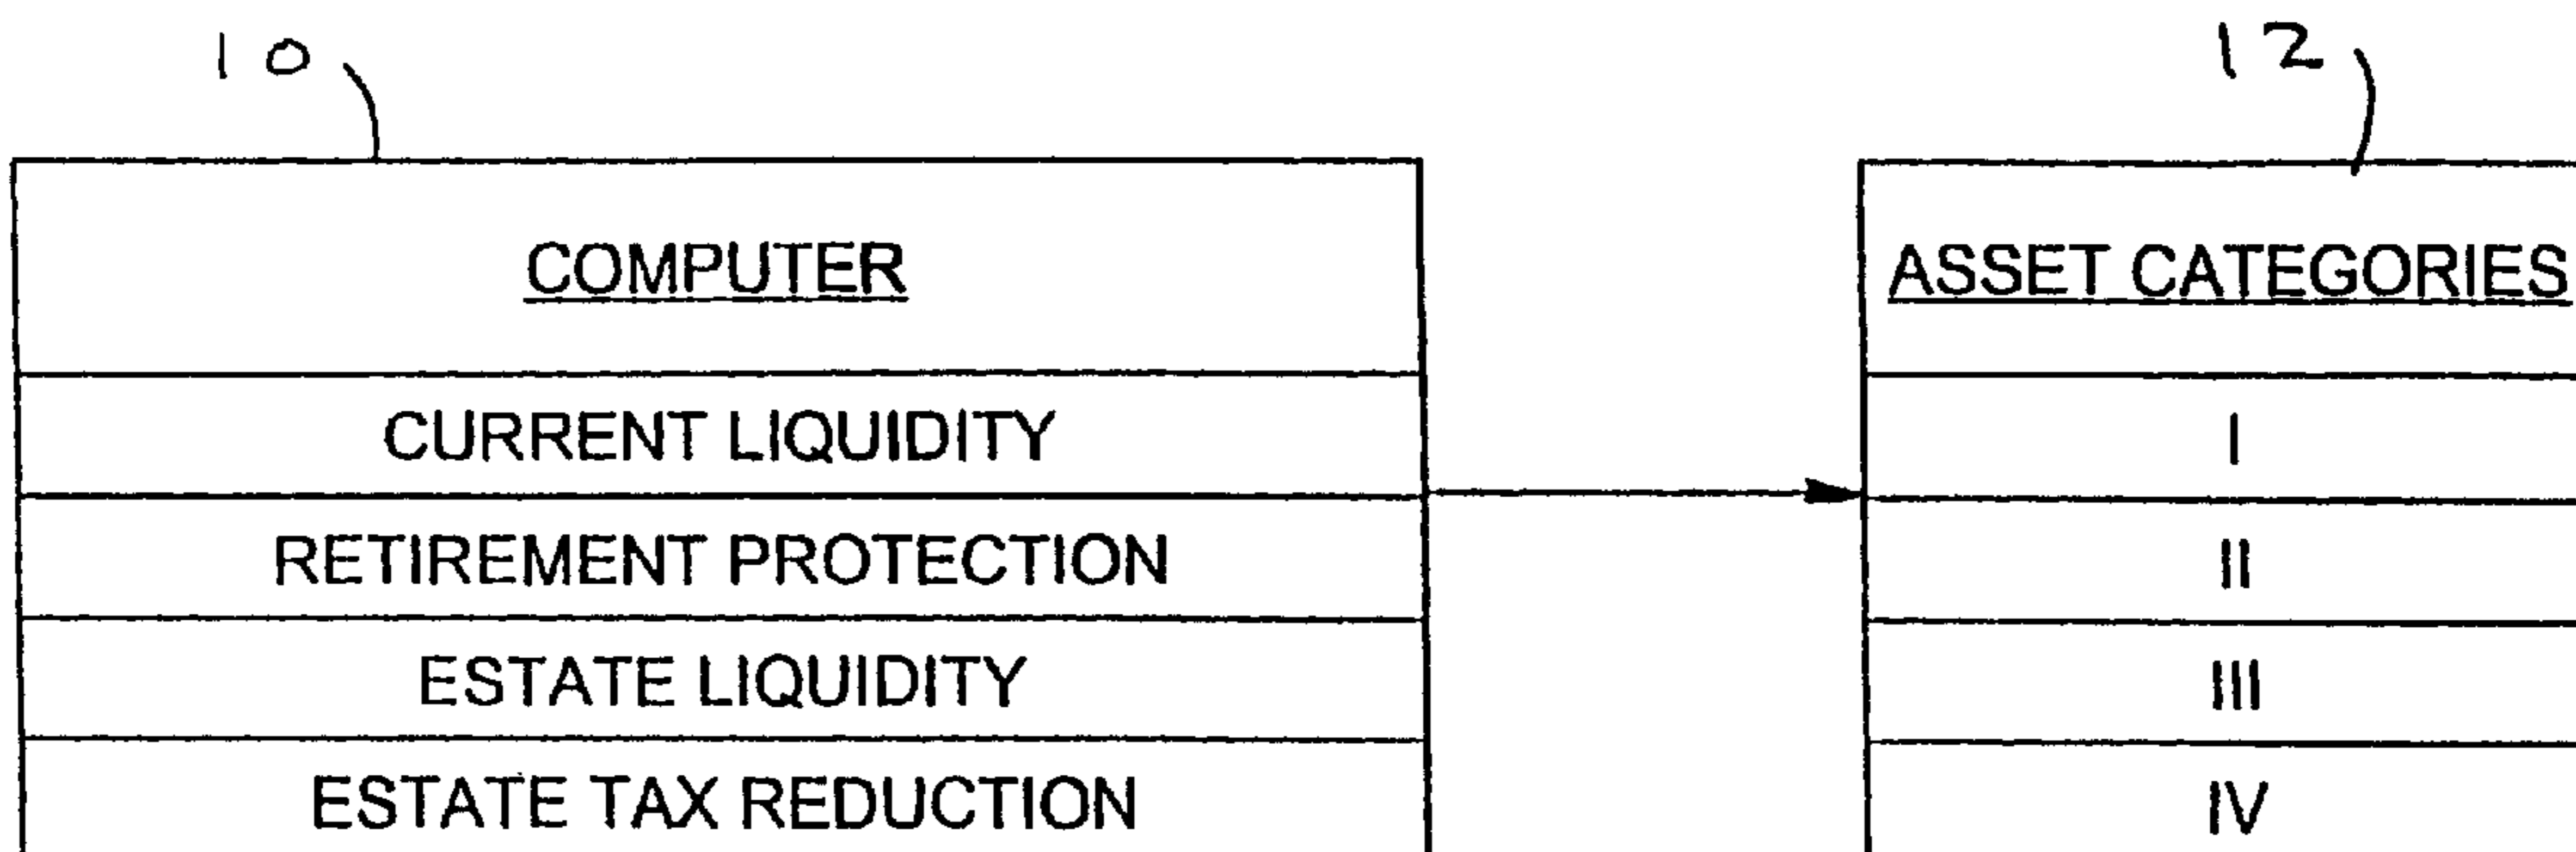 10
12
COMPUTER
ASSET CATEGORIES
CURRENT LIQUIDITY
I
RETIREMENT PROTECTION
II
ESTATE LIQUIDITY
III
ESTATE TAX REDUCTION
IV